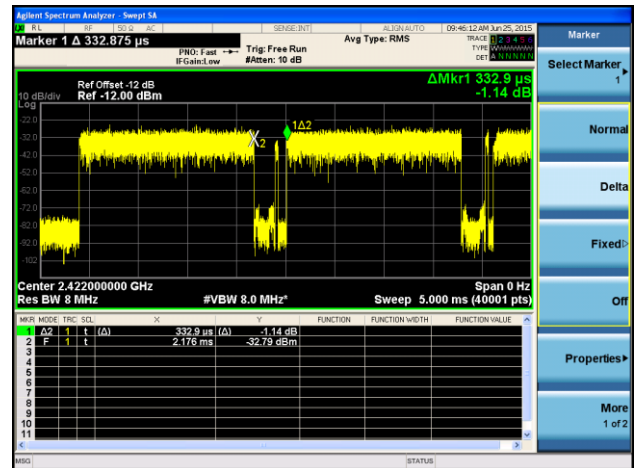 Agilent Spectrum Analyzer - Swept SA
RL RF 50 Ω AC SENSE:INT ALIGN AUTO 09:46:12 AM Jun 25, 2015
Marker 1 Δ 332.875 µs
PNO: Fast
IFGain:Low
Trig: Free Run
#Atten: 10 dB
Avg Type: RMS
TRACE 1 2 3 4 5 6
TYPE
DET A N N N N N
Ref Offset -12 dB
10 dB/div Ref -12.00 dBm
Log
ΔMkr1 332.9 µs
-1.14 dB
-22.0
-32.0
-42.0
-52.0
-62.0
-72.0
-82.0
-92.0
-102
1Δ2
2
Center 2.422000000 GHz Span 0 Hz
Res BW 8 MHz #VBW 8.0 MHz* Sweep 5.000 ms (40001 pts)
MKR MODE TRC SCL X Y FUNCTION FUNCTION WIDTH FUNCTION VALUE
1 Δ2 1 t (Δ) 332.9 µs (Δ) -1.14 dB
2 F 1 t 2.176 ms -32.79 dBm
3
4
5
6
7
8
9
10
11
MSG STATUS
Marker
Select Marker
1
Normal
Delta
Fixed
Off
Properties
More
1 of 2